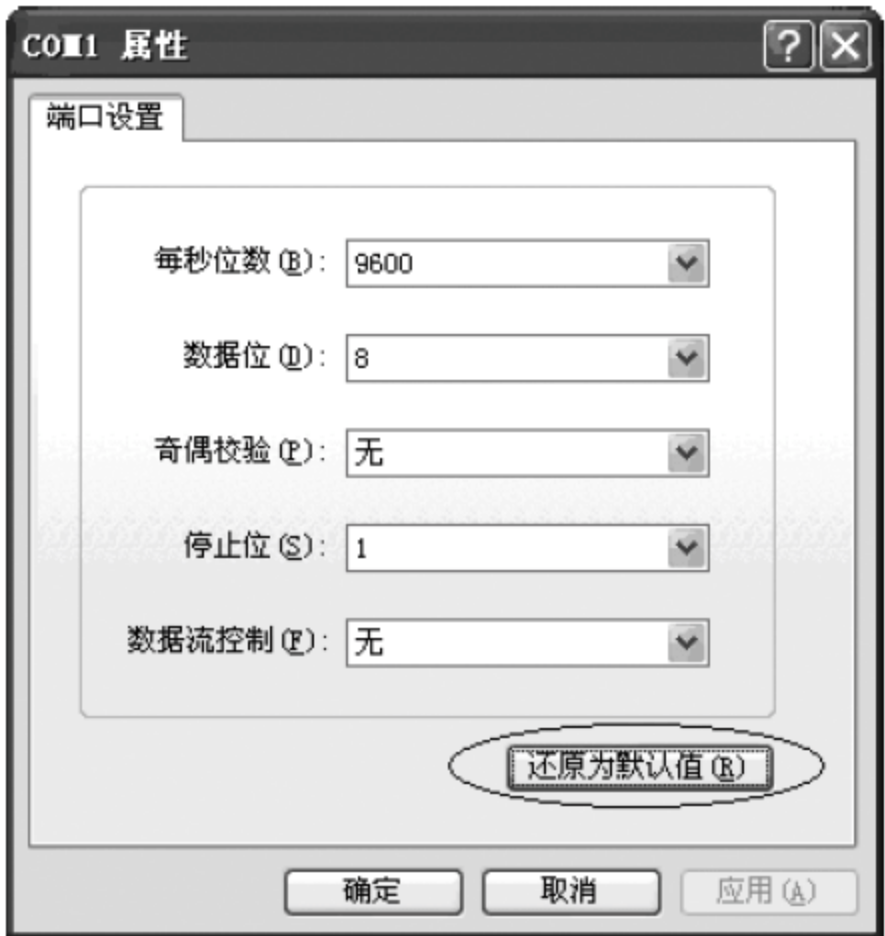 COM1 属性
端口设置
每秒位数(B): 9600
数据位(D): 8
奇偶校验(P): 无
停止位(S): 1
数据流控制(F): 无
还原为默认值(R)
确定 取消 应用(A)